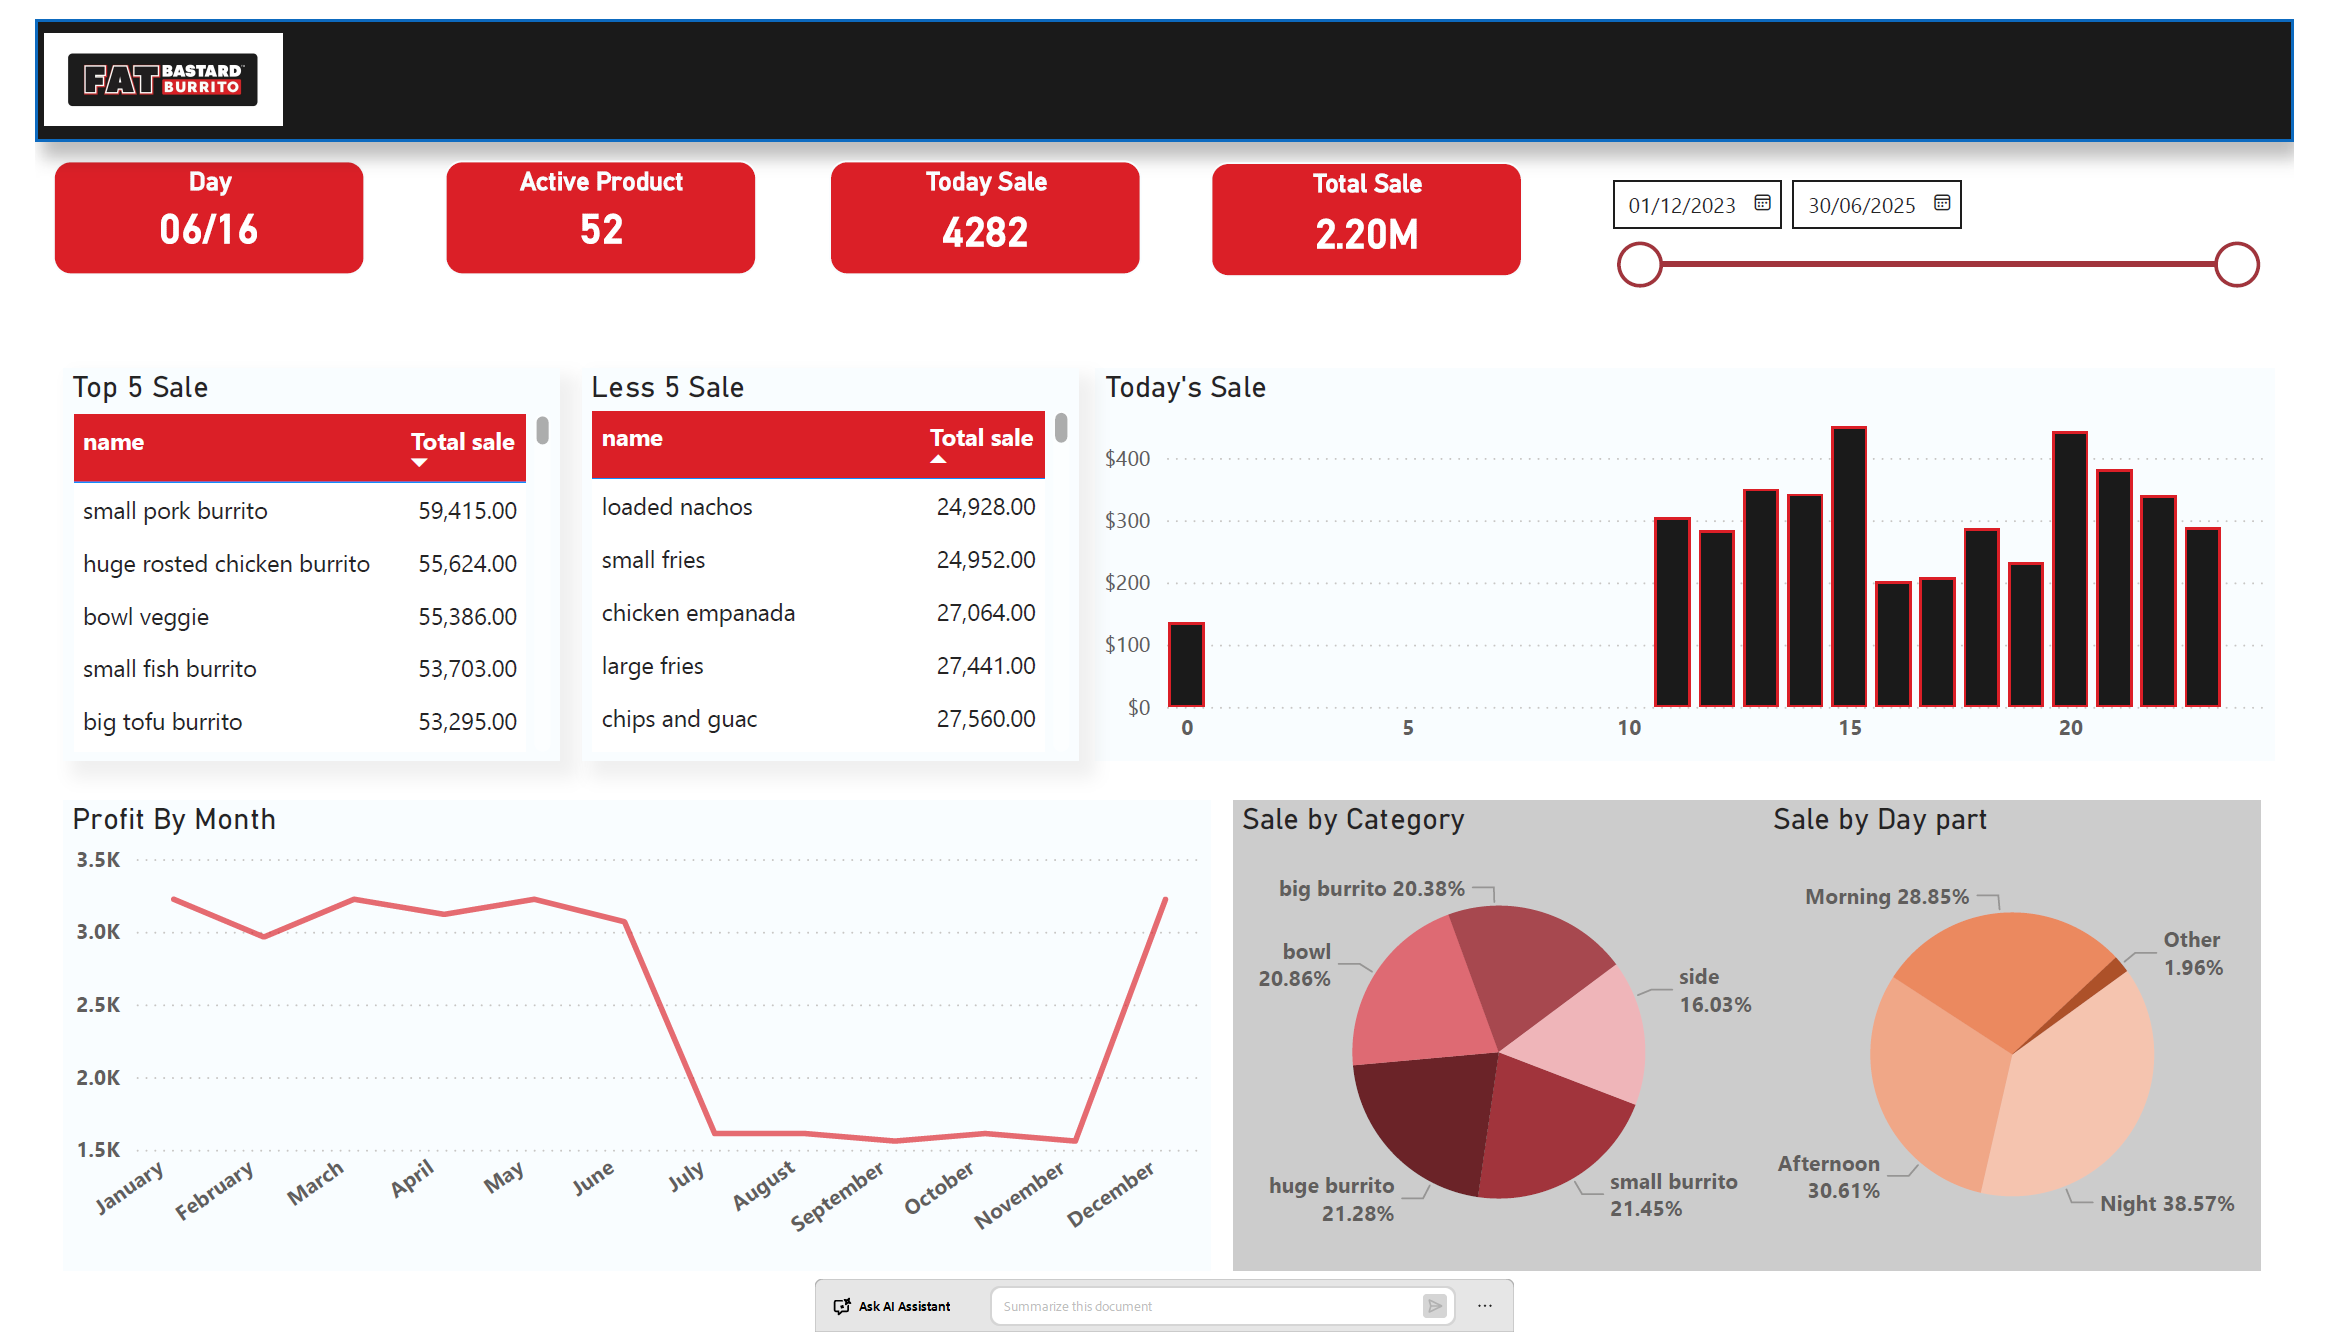 FAT BASTARD
BURRITO
Day
06/16
Active Product
52
Today Sale
4282
Total Sale
2.20M
01/12/2023
30/06/2025
Top 5 Sale
name Total sale
small pork burrito 59,415.00
huge rosted chicken burrito 55,624.00
bowl veggie 55,386.00
small fish burrito 53,703.00
big tofu burrito 53,295.00
Less 5 Sale
name Total sale
loaded nachos 24,928.00
small fries 24,952.00
chicken empanada 27,064.00
large fries 27,441.00
chips and guac 27,560.00
Today's Sale
$400
$300
$200
$100
$0
0 5 10 15 20
Profit By Month
3.5K
3.0K
2.5K
2.0K
1.5K
January February March April May June July August September October November December
Sale by Category
big burrito 20.38%
bowl
20.86%
side
16.03%
huge burrito
21.28%
small burrito
21.45%
Sale by Day part
Morning 28.85%
Other
1.96%
Afternoon
30.61%
Night 38.57%
Ask AI Assistant
Summarize this document
...